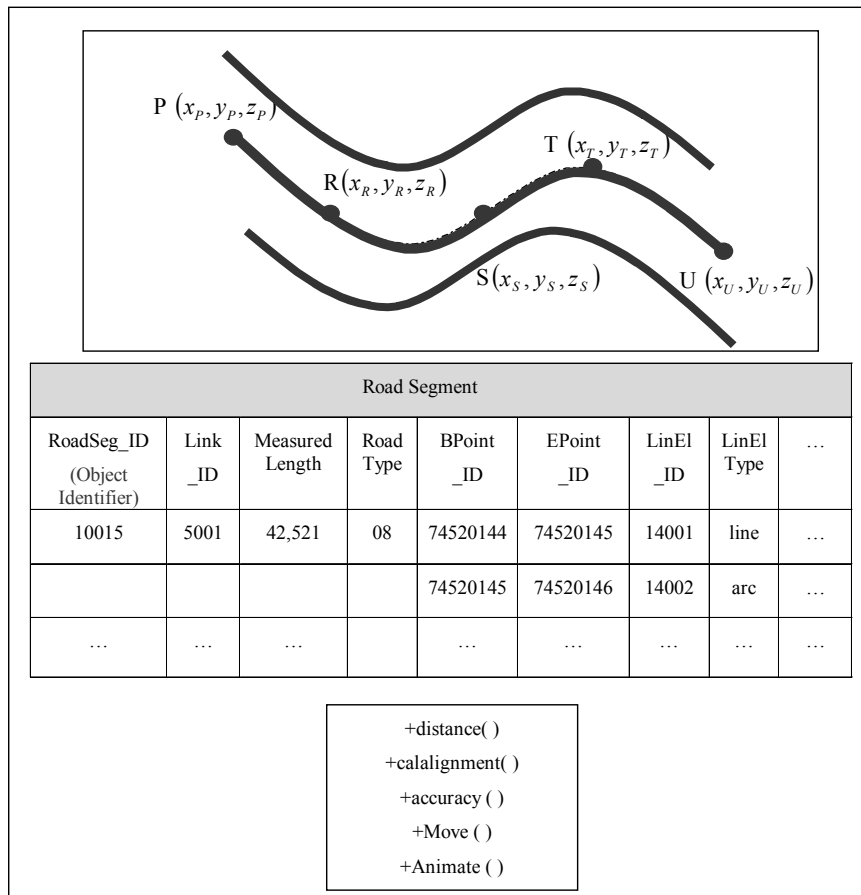 P (x_P, y_P, z_P)
T (x_T, y_T, z_T)
R(x_R, y_R, z_R)
S(x_S, y_S, z_S)
U (x_U, y_U, z_U)
Road Segment
RoadSeg_ID (Object Identifier) Link _ID Measured Length Road Type BPoint _ID EPoint _ID LinEl _ID LinEl Type ...
10015 5001 42,521 08 74520144 74520145 14001 line ...
74520145 74520146 14002 arc ...
... ... ... ... ... ... ... ...
+distance( )
+calalignment( )
+accuracy ( )
+Move ( )
+Animate ( )